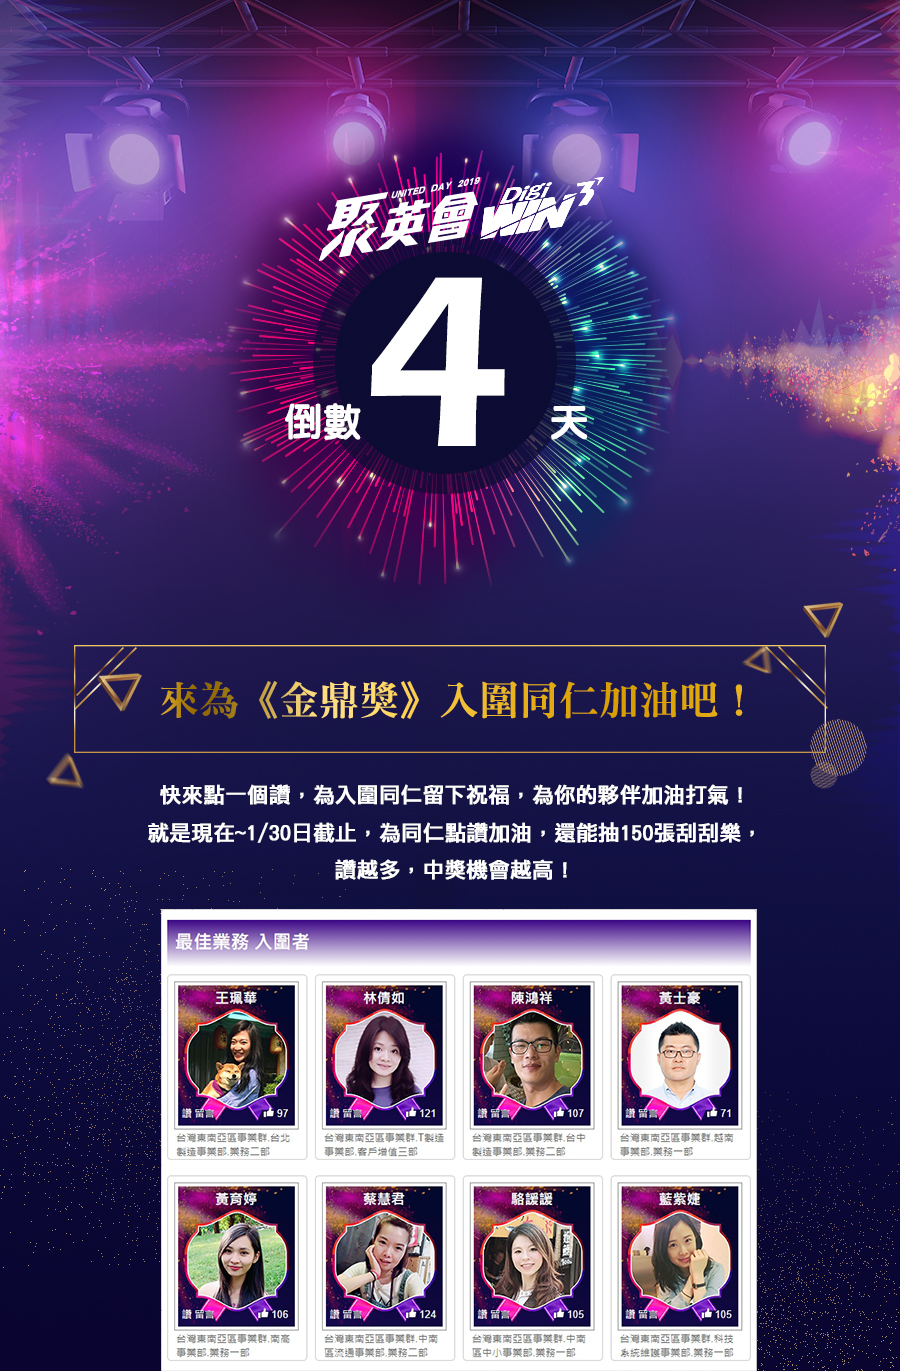 UNITED DAY 2019
聚英會 Digi WIN 3
倒數 4 天
來為《金鼎獎》入圍同仁加油吧！
快來點一個讚，為入圍同仁留下祝福，為你的夥伴加油打氣！
就是現在~1/30日截止，為同仁點讚加油，還能抽150張刮刮樂，
讚越多，中獎機會越高！
最佳業務 入圍者
王珮華 林倩如 陳鴻祥 黃士豪
讚 留言 97 讚 留言 121 讚 留言 107 讚 留言 71
台灣東南亞區事業群.台北 台灣東南亞區事業群.T製造 台灣東南亞區事業群.台中 台灣東南亞區事業群.越南
製造事業部.業務二部 事業部.客戶增值三部 製造事業部.業務二部 事業部.業務一部
黃育婷 蔡慧君 駱諼諼 藍紫婕
讚 留言 106 讚 留言 124 讚 留言 105 讚 留言 105
台灣東南亞區事業群.南高 台灣東南亞區事業群.中南 台灣東南亞區事業群.中南 台灣東南亞區事業群.科技
事業部.業務一部 區流通事業部.業務二部 區中小事業部.業務一部 系統維護事業部.業務一部